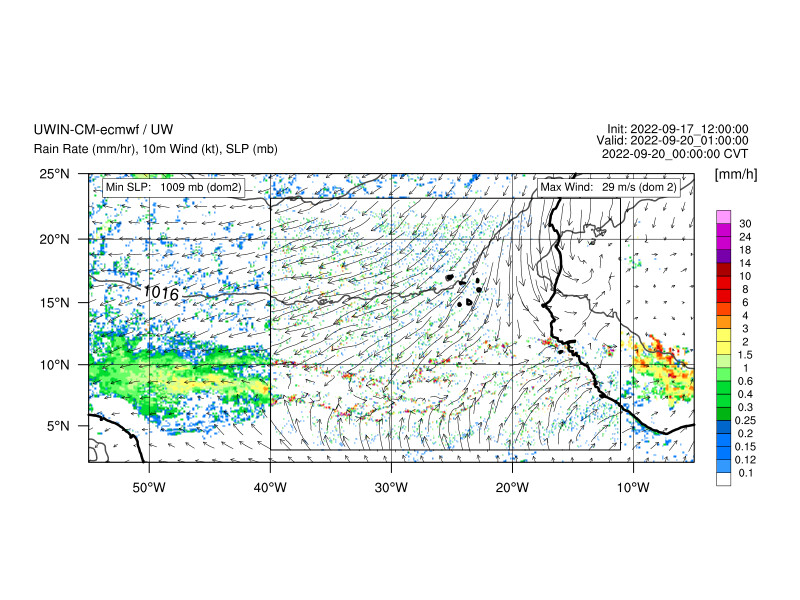 UWIN-CM-ecmwf / UW
Init: 2022-09-17_12:00:00
Valid: 2022-09-20_01:00:00
Rain Rate (mm/hr), 10m Wind (kt), SLP (mb)
2022-09-20_00:00:00 CVT
25°N
[mm/h]
Min SLP: 1009 mb (dom2)
Max Wind: 29 m/s (dom 2)
20°N
15°N
10°N
5°N
1016
50°W
40°W
30°W
20°W
10°W
30
24
18
14
10
8
6
4
3
2
1.5
1
0.6
0.4
0.3
0.25
0.2
0.15
0.12
0.1